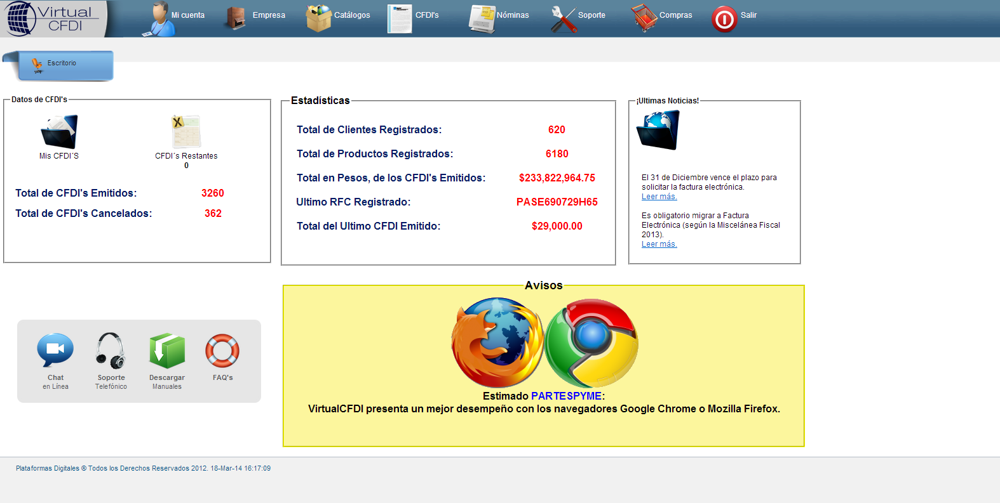 Virtual
CFDI
Mi cuenta
Empresa
Catálogos
CFDI's
Nóminas
Soporte
Compras
Salir
Escritorio
Datos de CFDI's
Mis CFDI´S
CFDI´s Restantes
0
Total de CFDI's Emitidos: 3260
Total de CFDI's Cancelados: 362
Estadísticas
Total de Clientes Registrados: 620
Total de Productos Registrados: 6180
Total en Pesos, de los CFDI's Emitidos: $233,822,964.75
Ultimo RFC Registrado: PASE690729H65
Total del Ultimo CFDI Emitido: $29,000.00
¡Ultimas Noticias!
El 31 de Diciembre vence el plazo para
solicitar la factura electrónica.
Leer más.
Es obligatorio migrar a Factura
Electrónica (según la Miscelánea Fiscal
2013).
Leer más.
Chat
en Línea
Soporte
Telefónico
Descargar
Manuales
FAQ's
Avisos
Estimado PARTESPYME:
VirtualCFDI presenta un mejor desempeño con los navegadores Google Chrome o Mozilla Firefox.
Plataformas Digitales ® Todos los Derechos Reservados 2012. 18-Mar-14 16:17:09